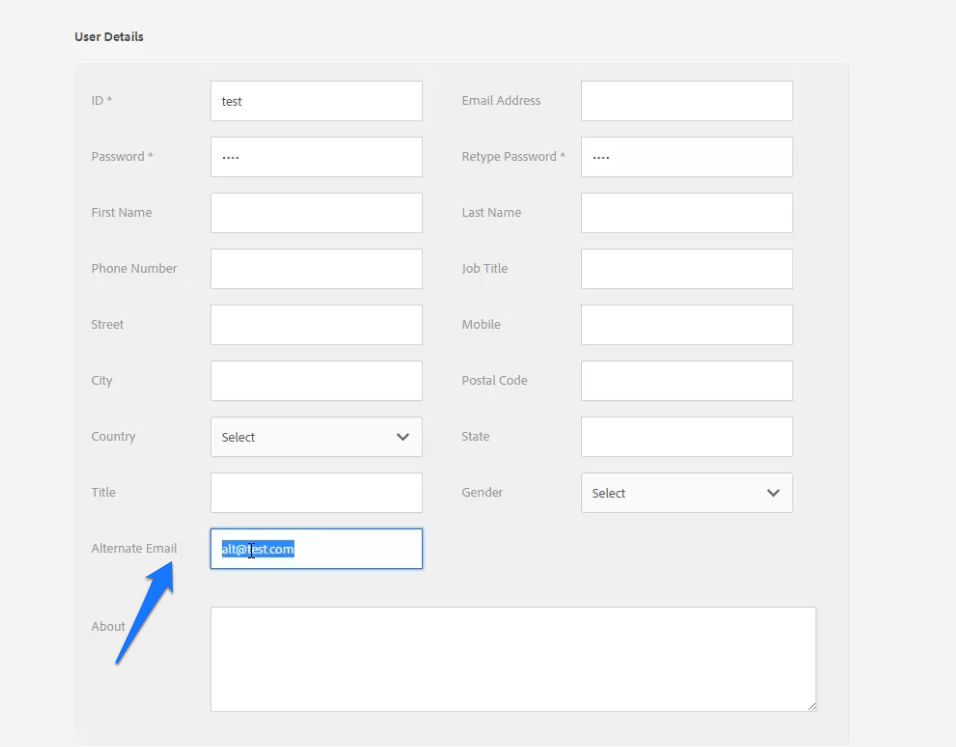 User Details
ID * test Email Address
Password * •••• Retype Password * ••••
First Name Last Name
Phone Number Job Title
Street Mobile
City Postal Code
Country Select State
Title Gender Select
Alternate Email alt@test.com
About